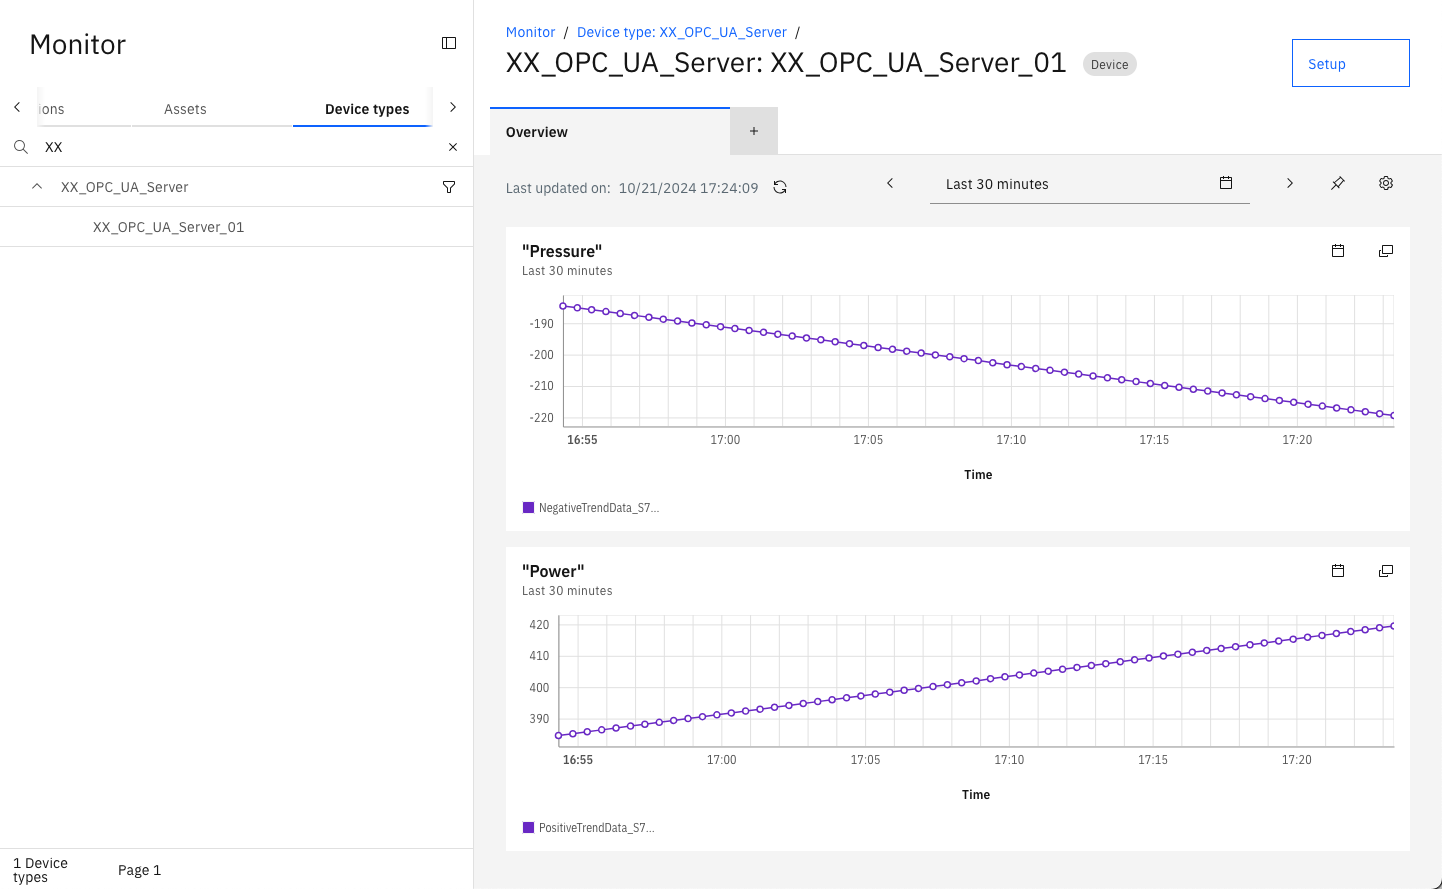 Monitor
ions
Assets
Device types
XX
XX_OPC_UA_Server
XX_OPC_UA_Server_01
1 Device types
Page 1
Monitor / Device type: XX_OPC_UA_Server /
XX_OPC_UA_Server: XX_OPC_UA_Server_01
Device
Setup
Overview
+
Last updated on: 10/21/2024 17:24:09
Last 30 minutes
"Pressure"
Last 30 minutes
-190
-200
-210
-220
16:55 17:00 17:05 17:10 17:15 17:20
Time
NegativeTrendData_S7...
"Power"
Last 30 minutes
420
410
400
390
16:55 17:00 17:05 17:10 17:15 17:20
Time
PositiveTrendData_S7...